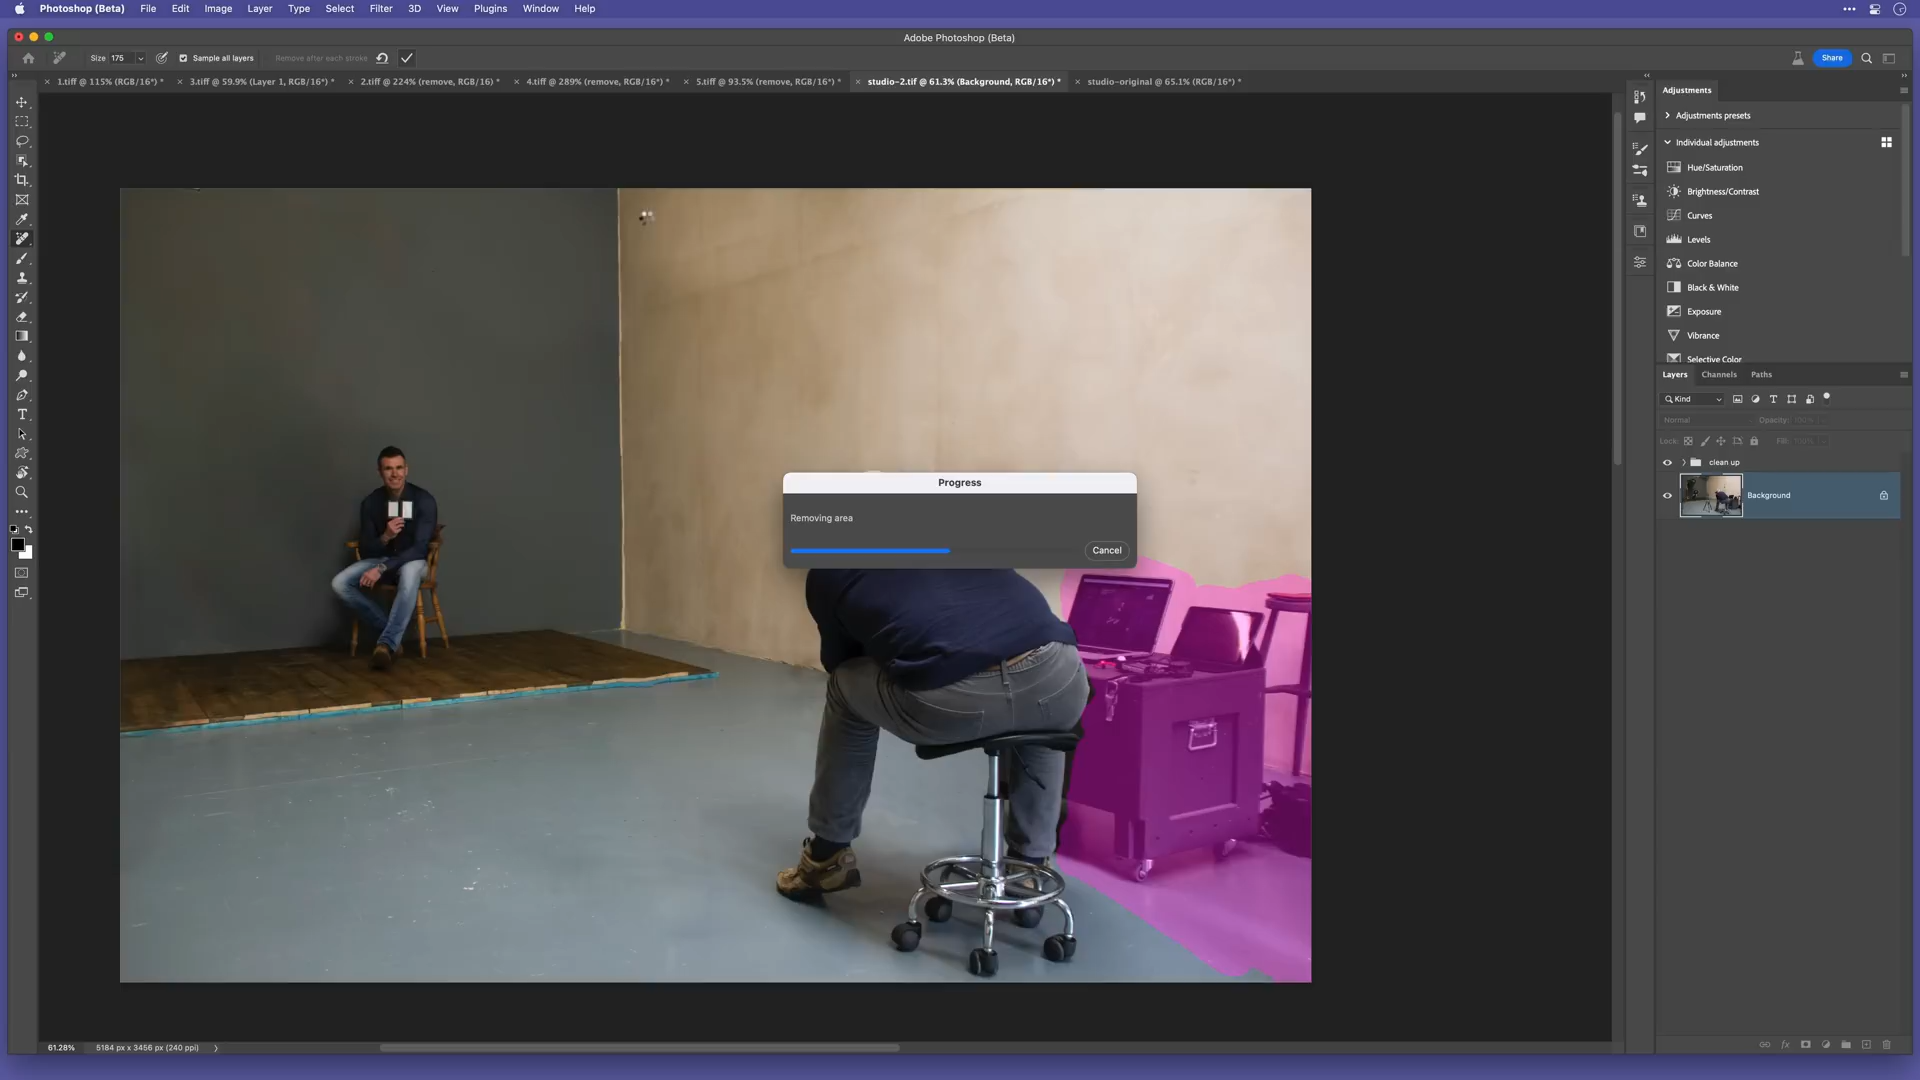 Photoshop (Beta) File Edit Image Layer Type Select Filter 3D View Plugins Window Help
Adobe Photoshop (Beta)
Size 175 Sample all layers Remove after each stroke Share
1.tiff @ 115% (RGB/16*) * 3.tiff @ 59.9% (Layer 1, RGB/16*) * 2.tiff @ 224% (remove, RGB/16) * 4.tiff @ 289% (remove, RGB/16*) * 5.tiff @ 93.5% (remove, RGB/16*) * studio-2.tif @ 61.3% (Background, RGB/16*) * studio-original @ 65.1% (RGB/16*) *
Adjustments
Adjustments presets
Individual adjustments
Hue/Saturation
Brightness/Contrast
Curves
Levels
Color Balance
Black & White
Exposure
Vibrance
Selective Color
Layers Channels Paths
Kind
Normal Opacity: 100%
Lock: Fill: 100%
clean up
Background
Progress
Removing area
Cancel
61.28% 5184 px x 3456 px (240 ppi)